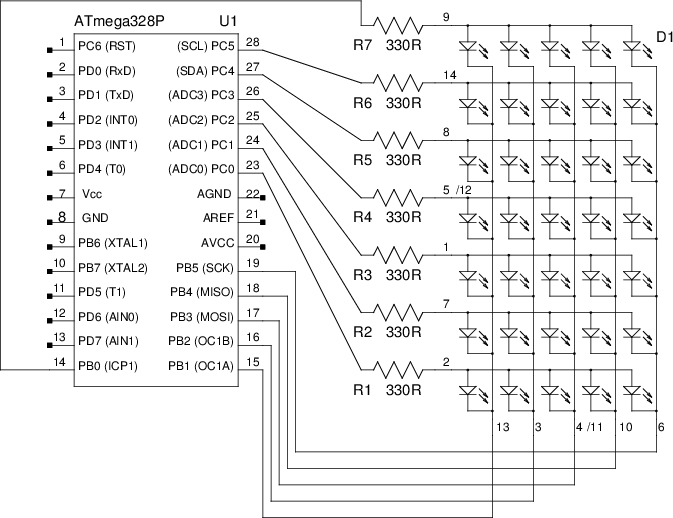 ATmega328P U1
1 PC6 (RST) (SCL) PC5 28
2 PD0 (RxD) (SDA) PC4 27
3 PD1 (TxD) (ADC3) PC3 26
4 PD2 (INT0) (ADC2) PC2 25
5 PD3 (INT1) (ADC1) PC1 24
6 PD4 (T0) (ADC0) PC0 23
7 Vcc AGND 22
8 GND AREF 21
9 PB6 (XTAL1) AVCC 20
10 PB7 (XTAL2) PB5 (SCK) 19
11 PD5 (T1) PB4 (MISO) 18
12 PD6 (AIN0) PB3 (MOSI) 17
13 PD7 (AIN1) PB2 (OC1B) 16
14 PB0 (ICP1) PB1 (OC1A) 15
9
R7 330R
D1
14
R6 330R
8
R5 330R
5 /12
R4 330R
1
R3 330R
7
R2 330R
2
R1 330R
13 3 4 /11 10 6